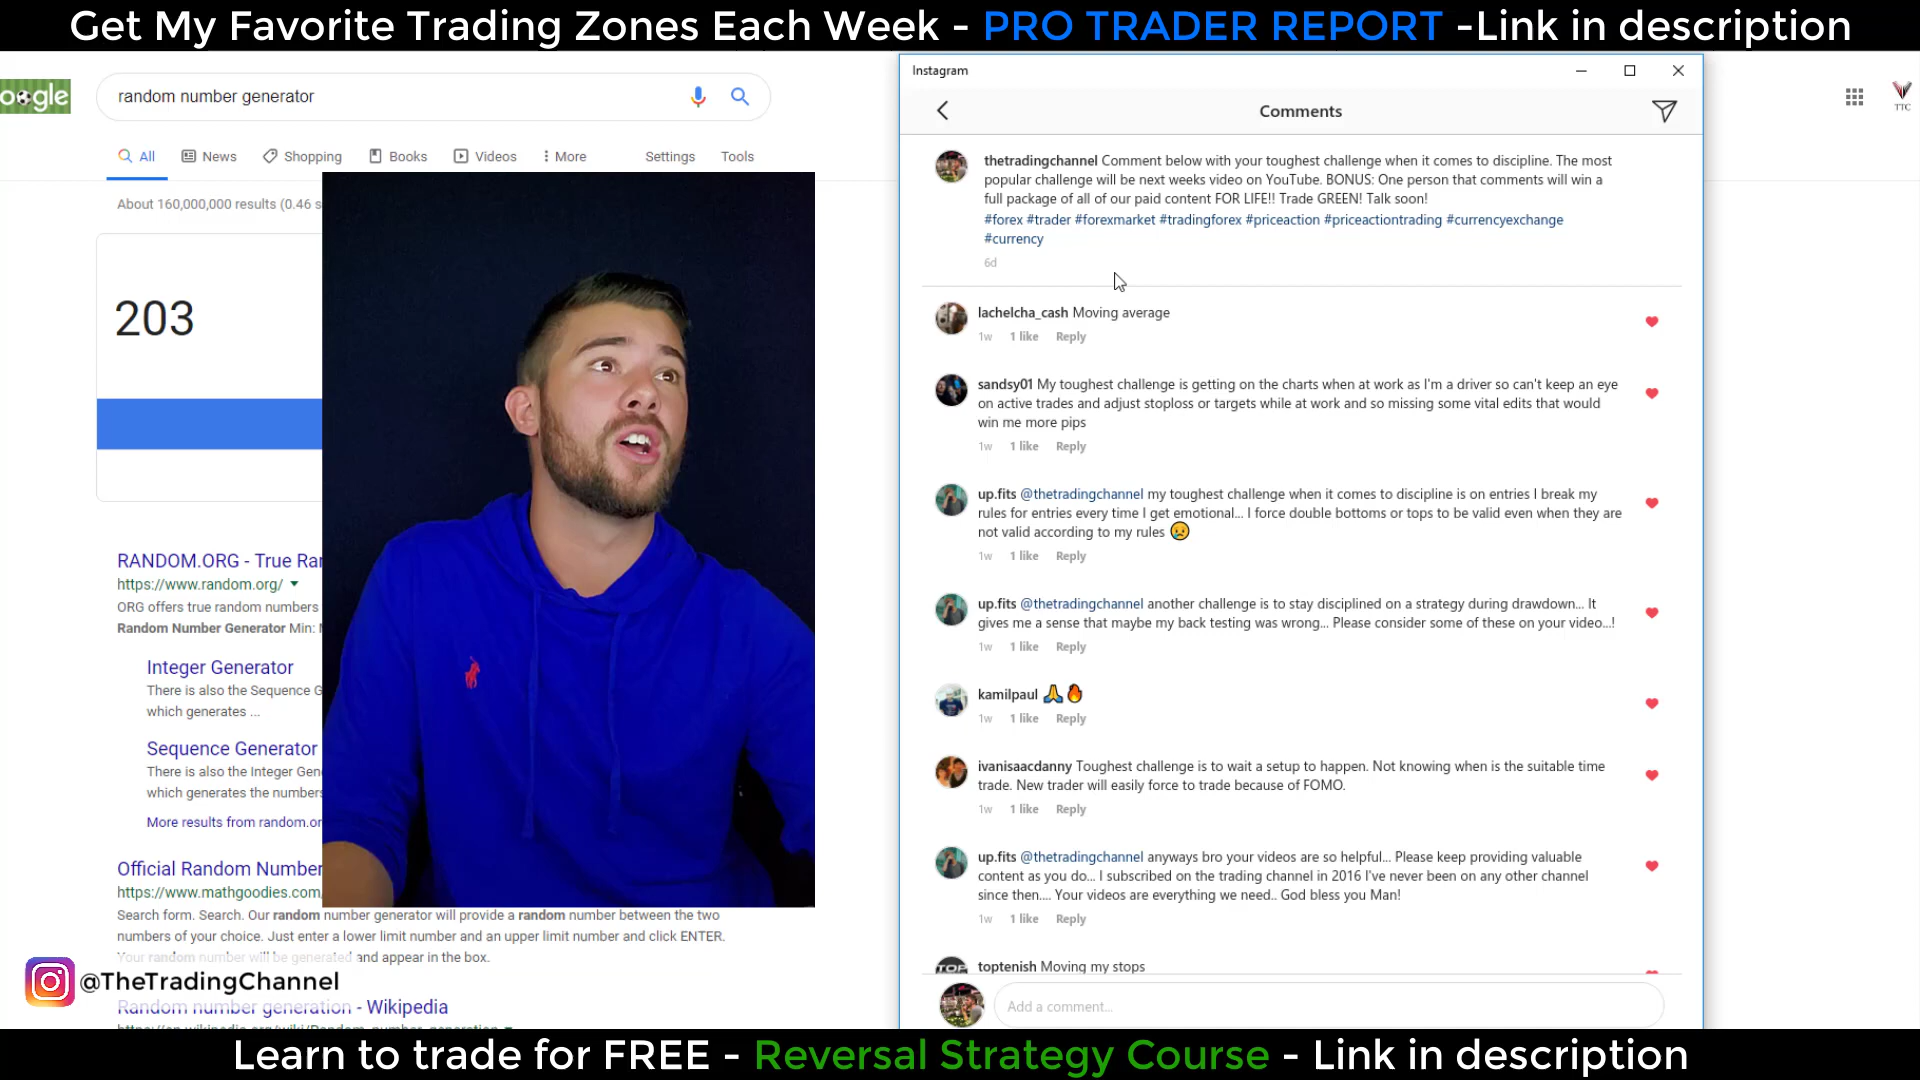 Get My Favorite Trading Zones Each Week - PRO TRADER REPORT -Link in description
oogle
random number generator
All News Shopping Books Videos More Settings Tools
About 160,000,000 results (0.46 s
203
RANDOM.ORG - True Rar
https://www.random.org/
ORG offers true random numbers
Random Number Generator Min:
Integer Generator
There is also the Sequence G
which generates ...
Sequence Generator
There is also the Integer Gen
which generates the numbers
More results from random.or
Official Random Number
https://www.mathgoodies.com
Search form. Search. Our random number generator will provide a random number between the two
numbers of your choice. Just enter a lower limit number and an upper limit number and click ENTER.
Your random number will be generated and appear in the box.
@TheTradingChannel
Random number generation - Wikipedia
Instagram
TTC
Comments
thetradingchannel Comment below with your toughest challenge when it comes to discipline. The most
popular challenge will be next weeks video on YouTube. BONUS: One person that comments will win a
full package of all of our paid content FOR LIFE!! Trade GREEN! Talk soon!
#forex #trader #forexmarket #tradingforex #priceaction #priceactiontrading #currencyexchange
#currency
6d
lachelcha_cash Moving average
1w 1 like Reply
sandsy01 My toughest challenge is getting on the charts when at work as I'm a driver so can't keep an eye
on active trades and adjust stoploss or targets while at work and so missing some vital edits that would
win me more pips
1w 1 like Reply
up.fits @thetradingchannel my toughest challenge when it comes to discipline is on entries I break my
rules for entries every time I get emotional... I force double bottoms or tops to be valid even when they are
not valid according to my rules 😢
1w 1 like Reply
up.fits @thetradingchannel another challenge is to stay disciplined on a strategy during drawdown... It
gives me a sense that maybe my back testing was wrong... Please consider some of these on your video...!
1w 1 like Reply
kamilpaul 🙏🔥
1w 1 like Reply
ivanisaacdanny Toughest challenge is to wait a setup to happen. Not knowing when is the suitable time
trade. New trader will easily force to trade because of FOMO.
1w 1 like Reply
up.fits @thetradingchannel anyways bro your videos are so helpful... Please keep providing valuable
content as you do... I subscribed on the trading channel in 2016 I've never been on any other channel
since then.... Your videos are everything we need.. God bless you Man!
1w 1 like Reply
TOP
toptenish Moving my stops
Add a comment...
Learn to trade for FREE - Reversal Strategy Course - Link in description